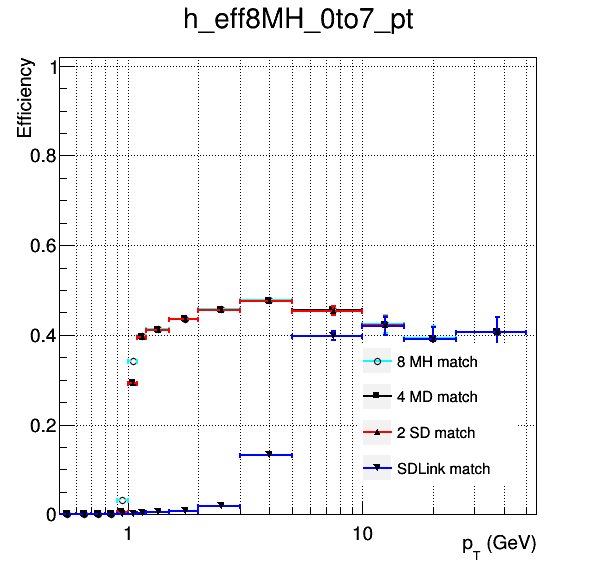 h_eff8MH_0to7_pt
Efficiency
1
0.8
0.6
0.4
0.2
0
8 MH match
4 MD match
2 SD match
SDLink match
1
10
p_T (GeV)